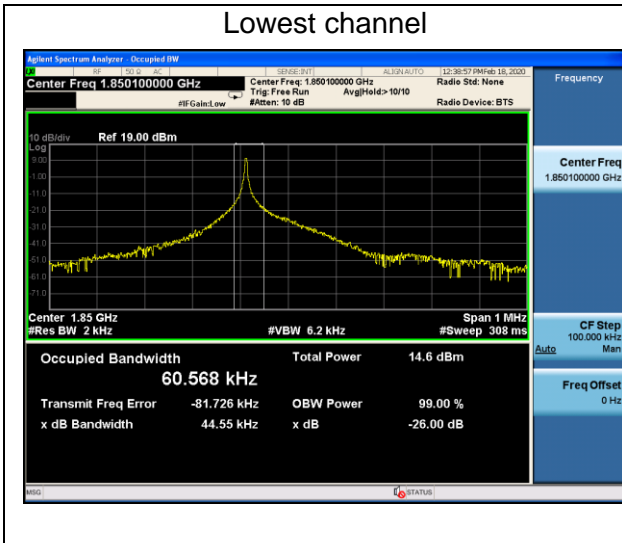 Lowest channel
Agilent Spectrum Analyzer - Occupied BW
RF 50 Ω AC SENSE:INT ALIGN AUTO 12:38:57 PM Feb 18, 2020
Center Freq 1.850100000 GHz Center Freq: 1.850100000 GHz Radio Std: None Frequency
Trig: Free Run Avg|Hold:> 10/10
#IFGain:Low #Atten: 10 dB Radio Device: BTS
10 dB/div Ref 19.00 dBm
Log
9.00
-1.00
-11.0
-21.0
-31.0
-41.0
-51.0
-61.0
-71.0
Center Freq
1.850100000 GHz
Center 1.85 GHz Span 1 MHz
#Res BW 2 kHz #VBW 6.2 kHz #Sweep 308 ms
CF Step
100.000 kHz
Auto Man
Occupied Bandwidth Total Power 14.6 dBm
60.568 kHz
Transmit Freq Error -81.726 kHz OBW Power 99.00 %
x dB Bandwidth 44.55 kHz x dB -26.00 dB
Freq Offset
0 Hz
MSG STATUS